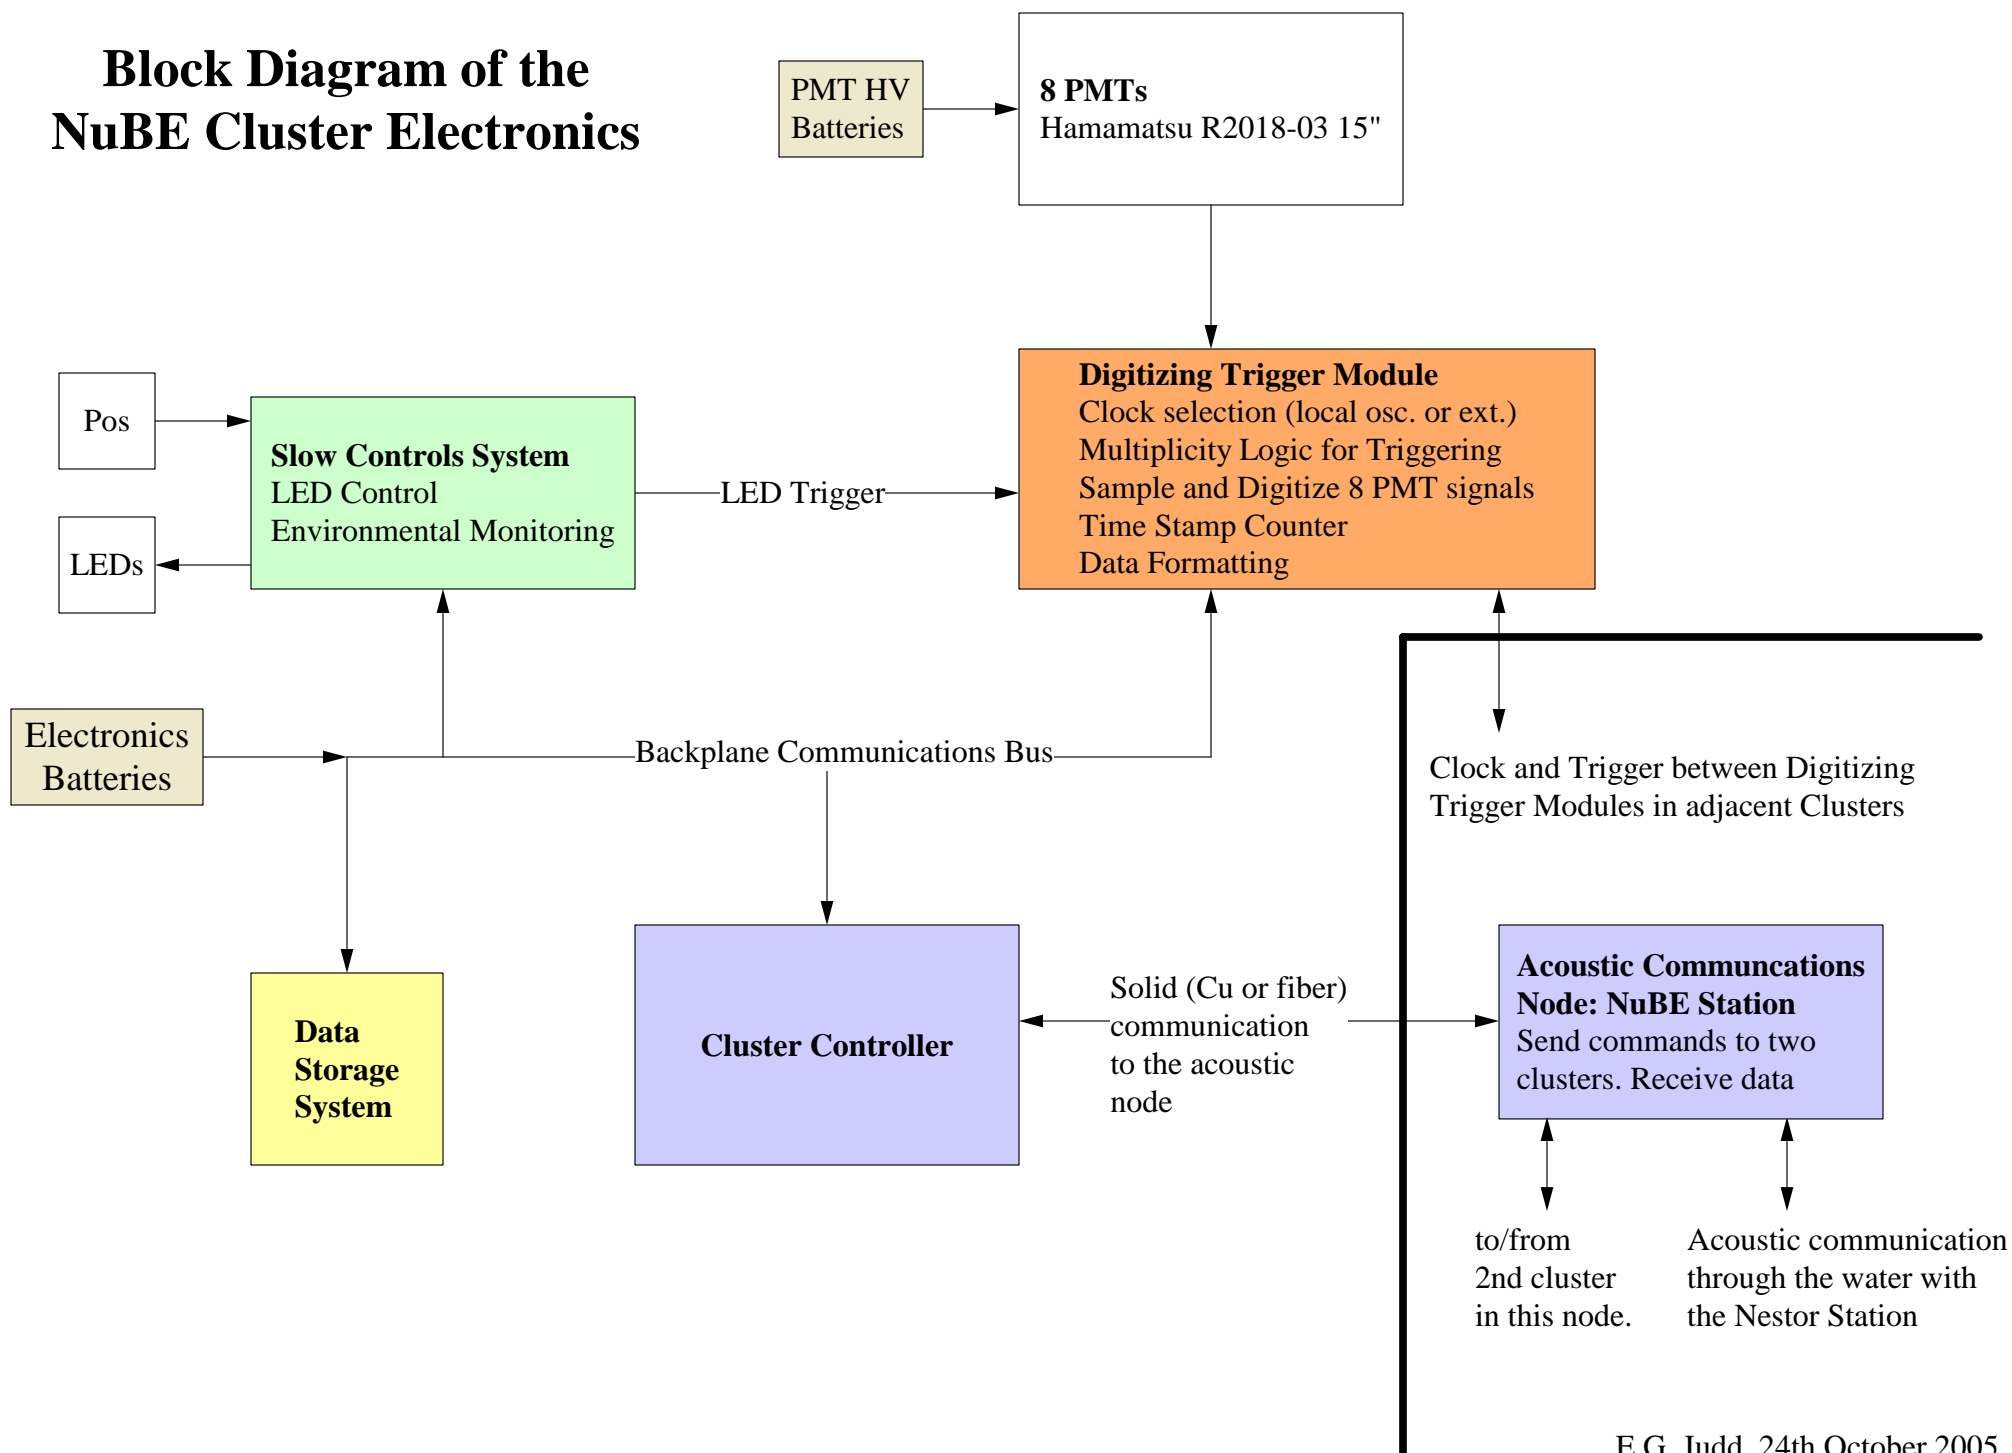 Block Diagram of the
NuBE Cluster Electronics
PMT HV
Batteries
8 PMTs
Hamamatsu R2018-03 15"
Pos
LEDs
Slow Controls System
LED Control
Environmental Monitoring
LED Trigger
Digitizing Trigger Module
Clock selection (local osc. or ext.)
Multiplicity Logic for Triggering
Sample and Digitize 8 PMT signals
Time Stamp Counter
Data Formatting
Electronics
Batteries
Backplane Communications Bus
Clock and Trigger between Digitizing
Trigger Modules in adjacent Clusters
Data
Storage
System
Cluster Controller
Solid (Cu or fiber)
communication
to the acoustic
node
Acoustic Communcations
Node: NuBE Station
Send commands to two
clusters. Receive data
to/from
2nd cluster
in this node.
Acoustic communication
through the water with
the Nestor Station
E.G. Judd, 24th October 2005